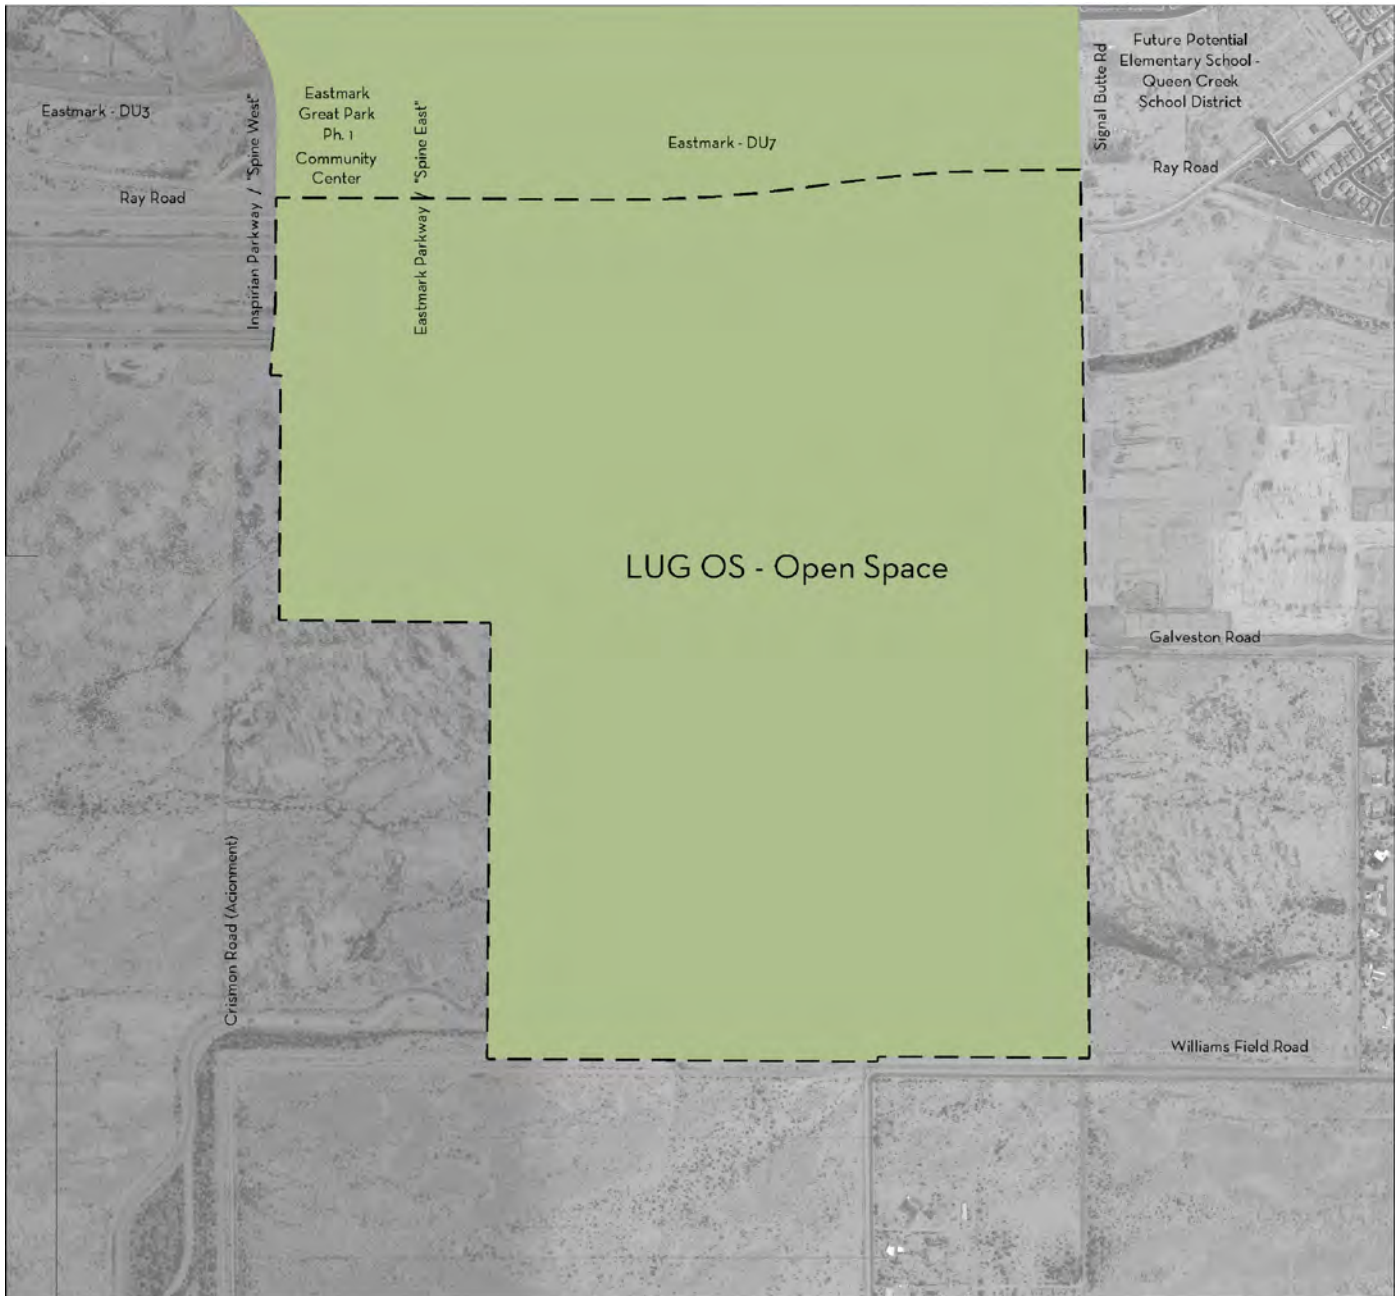 Future Potential
Elementary School -
Queen Creek
School District
Signal Butte Rd
Eastmark - DU3
Eastmark
Great Park
Ph. 1
Community
Center
Inspirian Parkway / "Spine West"
Eastmark Parkway / "Spine East"
Eastmark - DU7
Ray Road
Ray Road
LUG OS - Open Space
Galveston Road
Crismon Road (Acionment)
Williams Field Road